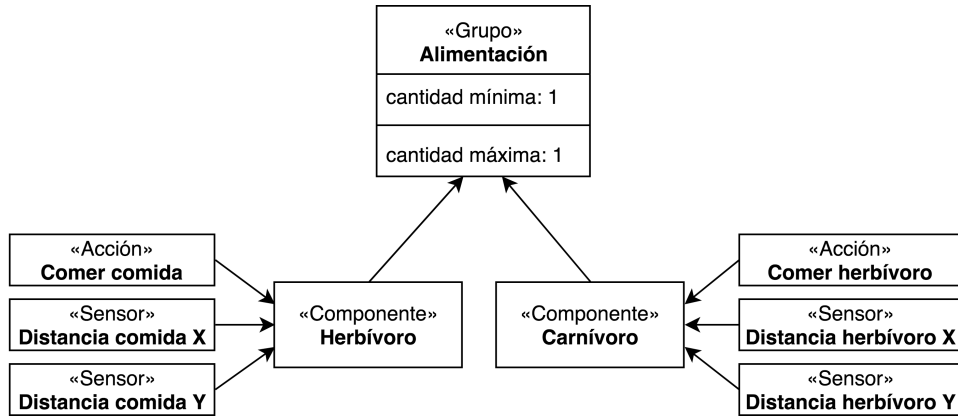 «Grupo»
Alimentación
cantidad mínima: 1
cantidad máxima: 1
«Acción»
Comer comida
«Sensor»
Distancia comida X
«Sensor»
Distancia comida Y
«Componente»
Herbívoro
«Componente»
Carnívoro
«Acción»
Comer herbívoro
«Sensor»
Distancia herbívoro X
«Sensor»
Distancia herbívoro Y